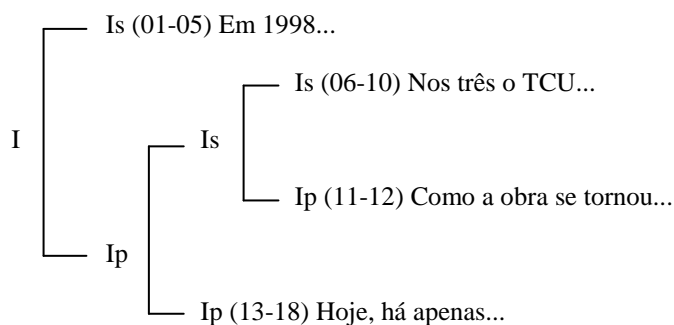 Is (01-05) Em 1998...
Is (06-10) Nos três o TCU...
I
Is
Ip (11-12) Como a obra se tornou...
Ip
Ip (13-18) Hoje, há apenas...